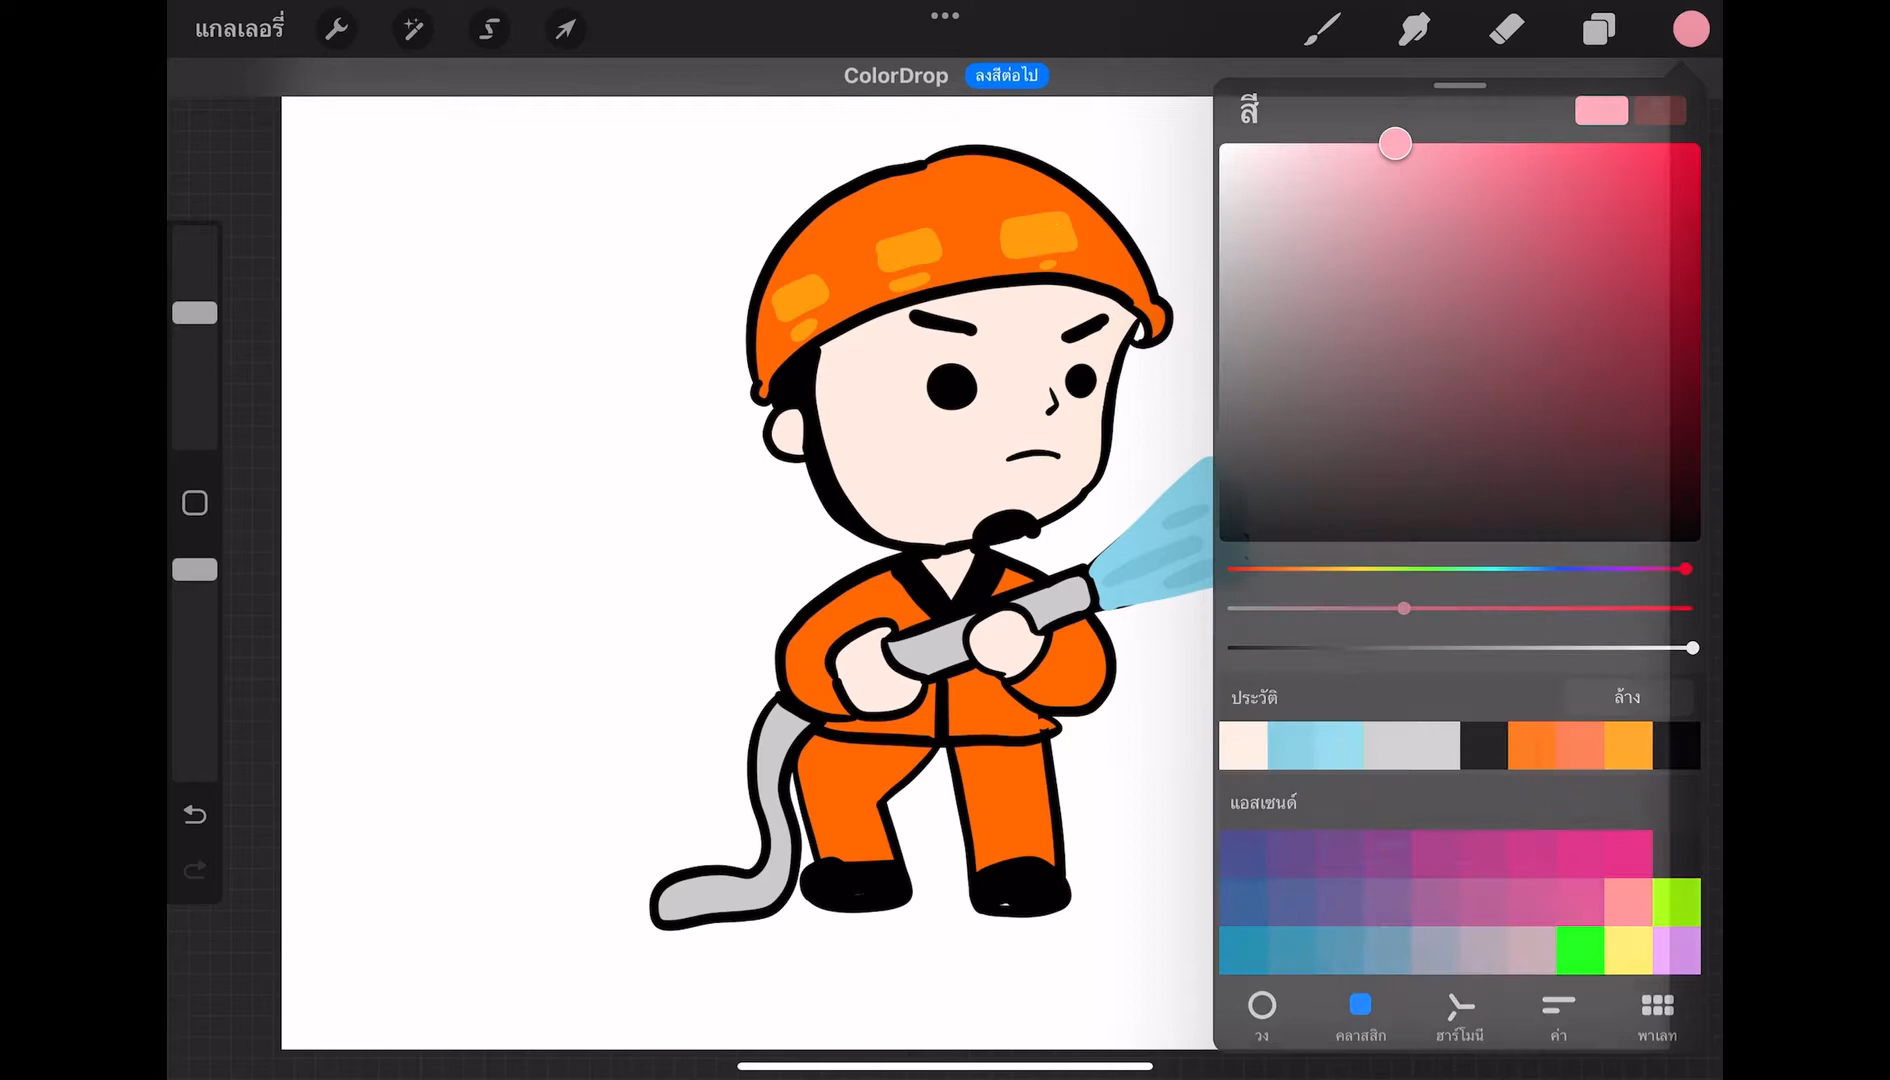 แกลเลอรี่
ColorDrop ลงสีต่อไป
สี
ประวัติ ล้าง
แอสเซนด์
วง คลาสสิก ฮาร์โมนี ค่า พาเลท